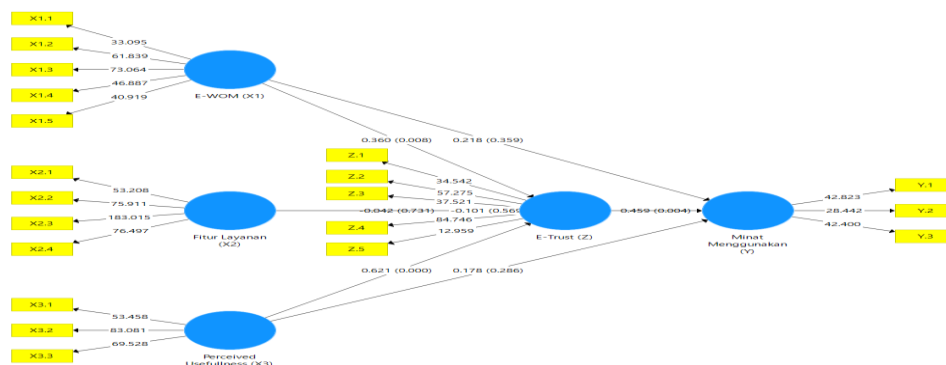 X1.1
X1.2
X1.3
X1.4
X1.5
33.095
61.839
73.064
46.887
40.919
E-WOM (X1)
0.360 (0.008)
0.218 (0.359)
X2.1
X2.2
X2.3
X2.4
53.208
75.911
183.015
76.497
Fitur Layanan
(X2)
-0.042 (0.731)
-0.101 (0.569
Z.1
Z.2
Z.3
Z.4
Z.5
34.542
57.275
37.521
84.746
12.959
E-Trust (Z)
0.459 (0.004)
Minat
Menggunakan
(Y)
42.823
28.442
42.400
Y.1
Y.2
Y.3
0.621 (0.000)
0.178 (0.286)
X3.1
X3.2
X3.3
53.458
83.081
69.528
Perceived
Usefullness (X3)